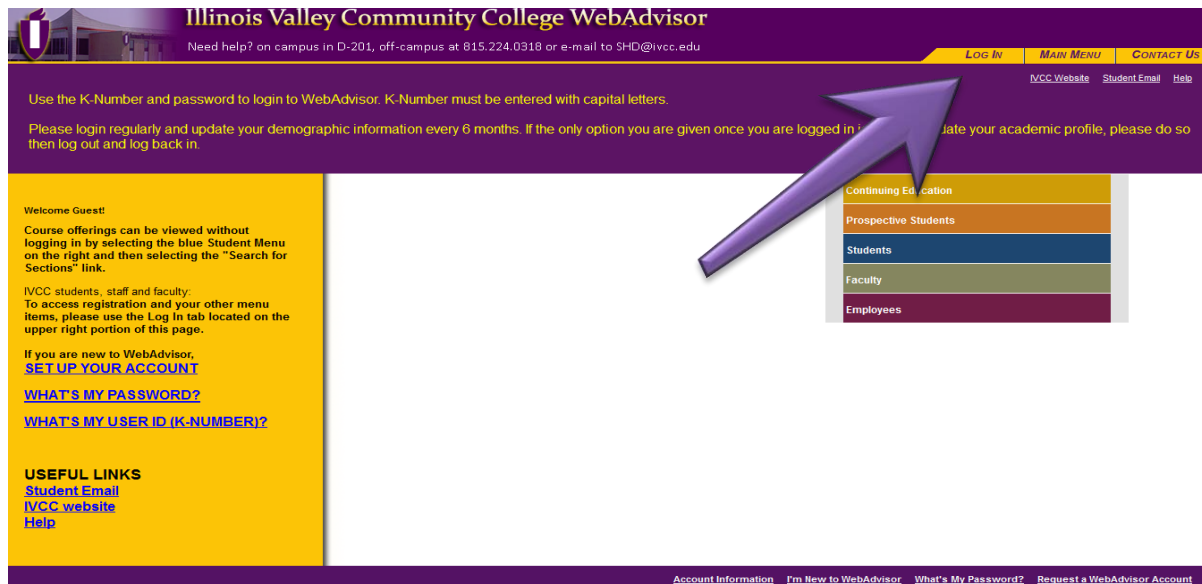 Illinois Valley Community College WebAdvisor
Need help? on campus in D-201, off-campus at 815.224.0318 or e-mail to SHD@ivcc.edu
LOG IN MAIN MENU CONTACT US
IVCC Website Student Email Help
Use the K-Number and password to login to WebAdvisor. K-Number must be entered with capital letters.
Please login regularly and update your demographic information every 6 months. If the only option you are given once you are logged in date your academic profile, please do so
then log out and log back in.
Welcome Guest!
Course offerings can be viewed without
logging in by selecting the blue Student Menu
on the right and then selecting the "Search for
Sections" link.
IVCC students, staff and faculty:
To access registration and your other menu
items, please use the Log In tab located on the
upper right portion of this page.
If you are new to WebAdvisor,
SET UP YOUR ACCOUNT
WHAT'S MY PASSWORD?
WHAT'S MY USER ID (K-NUMBER)?
USEFUL LINKS
Student Email
IVCC website
Help
Continuing Education
Prospective Students
Students
Faculty
Employees
Account Information I'm New to WebAdvisor What's My Password? Request a WebAdvisor Account